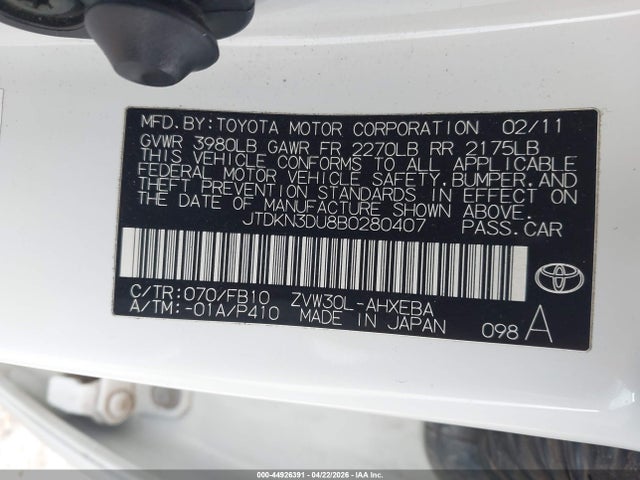 MFD. BY: TOYOTA MOTOR CORPORATION 02/11
GVWR 3980LB GAWR FR 2270LB RR 2175LB
THIS VEHICLE CONFORMS TO ALL APPLICABLE
FEDERAL MOTOR VEHICLE SAFETY, BUMPER, AND
THEFT PREVENTION STANDARDS IN EFFECT ON
THE DATE OF MANUFACTURE SHOWN ABOVE.
JTDKN3DU8B0280407 PASS.CAR
C/TR:070/FB10 ZVW30L-AHXEBA
A/TM:-01A/P410 MADE IN JAPAN 098 A
TOYOTA
000-44926391 - 04/22/2026 - IAA, Inc.